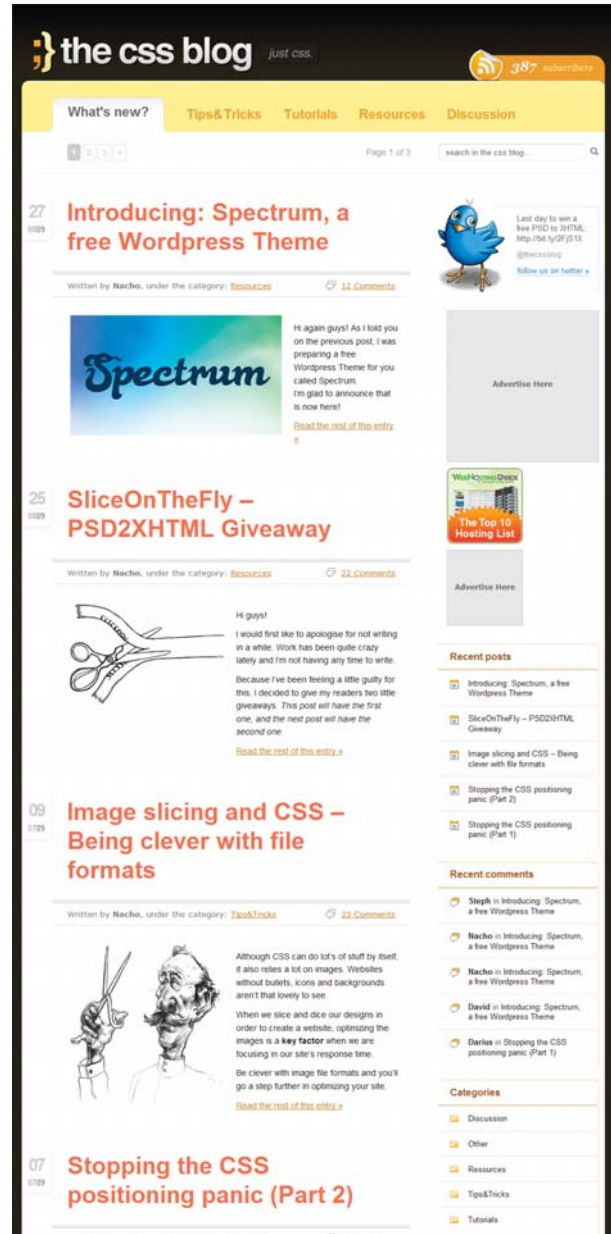 ;} the css blog
just css.
387 subscribers
What's new?
Tips&Tricks
Tutorials
Resources
Discussion
1 2 3 »
Page 1 of 3
search in the css blog...
27
0809
Introducing: Spectrum, a
free Wordpress Theme
Written by Nacho, under the category: Resources
12 Comments
Spectrum
Hi again guys! As I told you
on the previous post, I was
preparing a free
Wordpress Theme for you
called Spectrum.
I'm glad to announce that
is now here!
Read the rest of this entry
»
25
0809
SliceOnTheFly –
PSD2XHTML Giveaway
Written by Nacho, under the category: Resources
22 Comments
Hi guys!
I would first like to apologise for not writing
in a while. Work has been quite crazy
lately and I'm not having any time to write.
Because I've been feeling a little guilty for
this, I decided to give my readers two little
giveaways. This post will have the first
one, and the next post will have the
second one.
Read the rest of this entry »
09
0709
Image slicing and CSS –
Being clever with file
formats
Written by Nacho, under the category: Tips&Tricks
23 Comments
Although CSS can do lot's of stuff by itself,
it also relies a lot on images. Websites
without bullets, icons and backgrounds
aren't that lovely to see.
When we slice and dice our designs in
order to create a website, optimizing the
images is a key factor when we are
focusing in our site's response time.
Be clever with image file formats and you'll
go a step further in optimizing your site.
Read the rest of this entry »
07
0709
Stopping the CSS
positioning panic (Part 2)
Last day to win a
free PSD to XHTML:
http://bit.ly/2FjS1X
@thecssblog
follow us on twitter »
Advertise Here
WebHostingChoice
The Top 10
Hosting List
Advertise Here
Recent posts
Introducing: Spectrum, a free
Wordpress Theme
SliceOnTheFly – PSD2XHTML
Giveaway
Image slicing and CSS – Being
clever with file formats
Stopping the CSS positioning
panic (Part 2)
Stopping the CSS positioning
panic (Part 1)
Recent comments
Steph in Introducing: Spectrum,
a free Wordpress Theme
Nacho in Introducing: Spectrum,
a free Wordpress Theme
Nacho in Introducing: Spectrum,
a free Wordpress Theme
David in Introducing: Spectrum,
a free Wordpress Theme
Darius in Stopping the CSS
positioning panic (Part 1)
Categories
Discussion
Other
Resources
Tips&Tricks
Tutorials